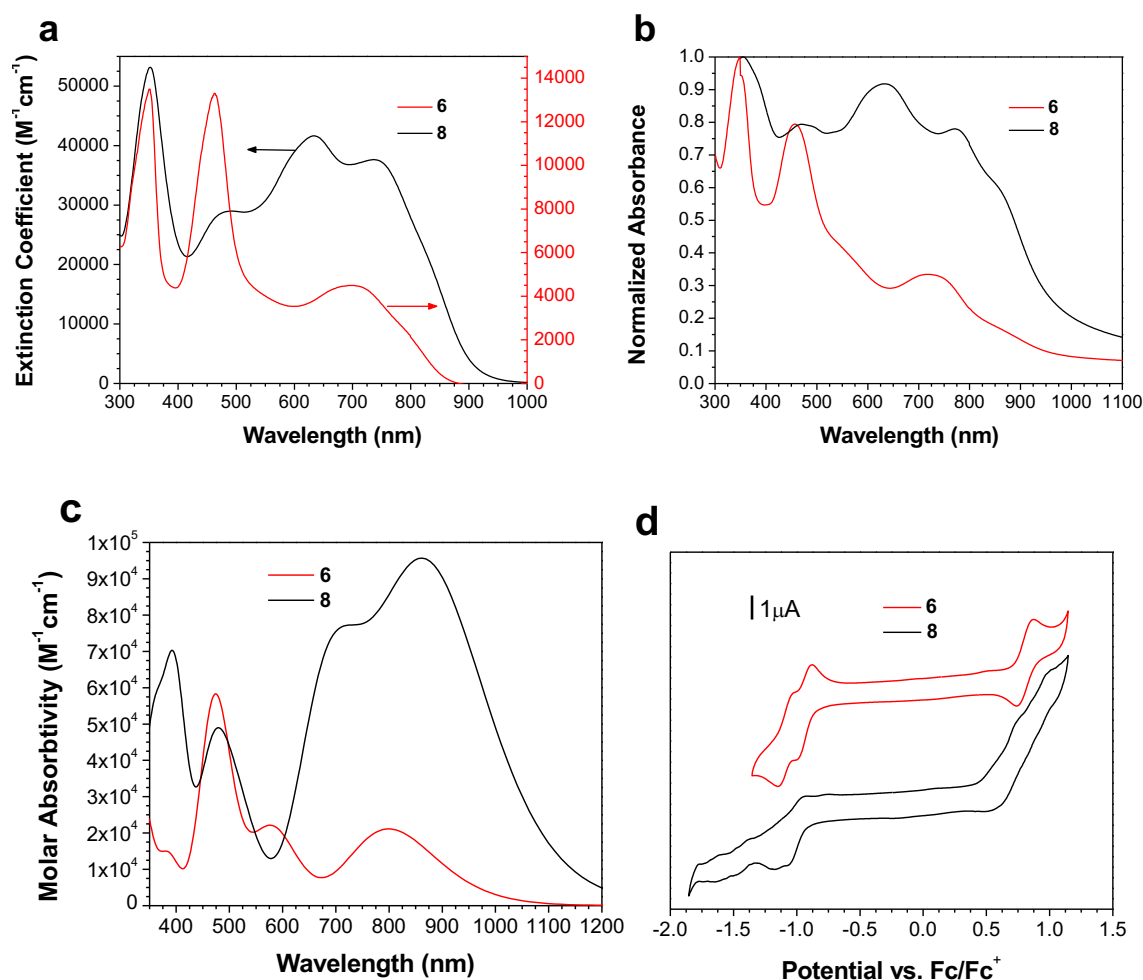 a
Extinction Coefficient (M⁻¹cm⁻¹)
50000
40000
30000
20000
10000
0
14000
12000
10000
8000
6000
4000
2000
0
6
8
300 400 500 600 700 800 900 1000
Wavelength (nm)
b
Normalized Absorbance
1.0
0.9
0.8
0.7
0.6
0.5
0.4
0.3
0.2
0.1
0.0
6
8
300 400 500 600 700 800 900 1000 1100
Wavelength (nm)
c
Molar Absorbtivity (M⁻¹cm⁻¹)
1x10⁵
9x10⁴
8x10⁴
7x10⁴
6x10⁴
5x10⁴
4x10⁴
3x10⁴
2x10⁴
1x10⁴
0
6
8
400 500 600 700 800 900 1000 1100 1200
Wavelength (nm)
d
1μA
6
8
-2.0 -1.5 -1.0 -0.5 0.0 0.5 1.0 1.5
Potential vs. Fc/Fc⁺